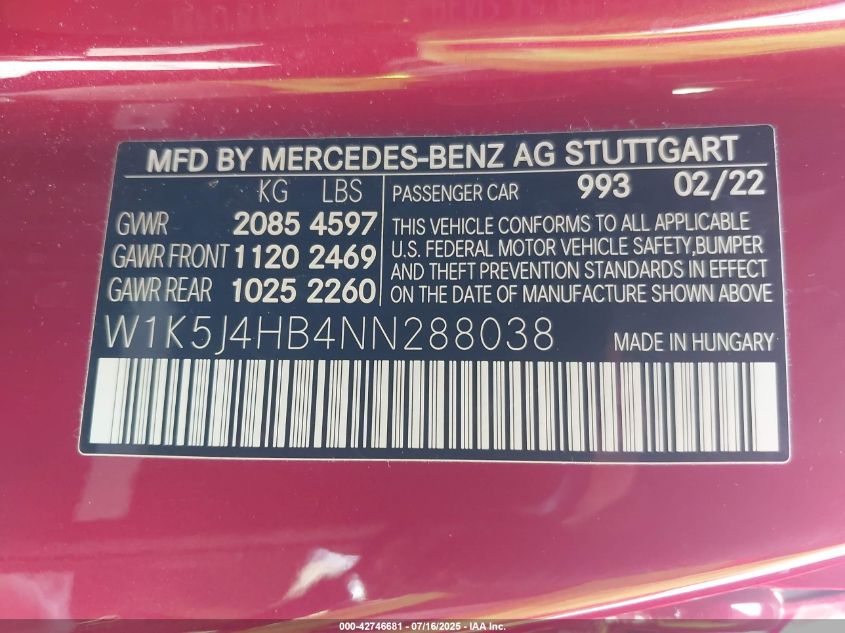 MFD BY MERCEDES-BENZ AG STUTTGART
KG LBS
GVWR 2085 4597
GAWR FRONT 1120 2469
GAWR REAR 1025 2260
PASSENGER CAR 993 02/22
THIS VEHICLE CONFORMS TO ALL APPLICABLE
U.S. FEDERAL MOTOR VEHICLE SAFETY,BUMPER
AND THEFT PREVENTION STANDARDS IN EFFECT
ON THE DATE OF MANUFACTURE SHOWN ABOVE
W1K5J4HB4NN288038 MADE IN HUNGARY
000-42746681 - 07/16/2025 - IAA Inc.